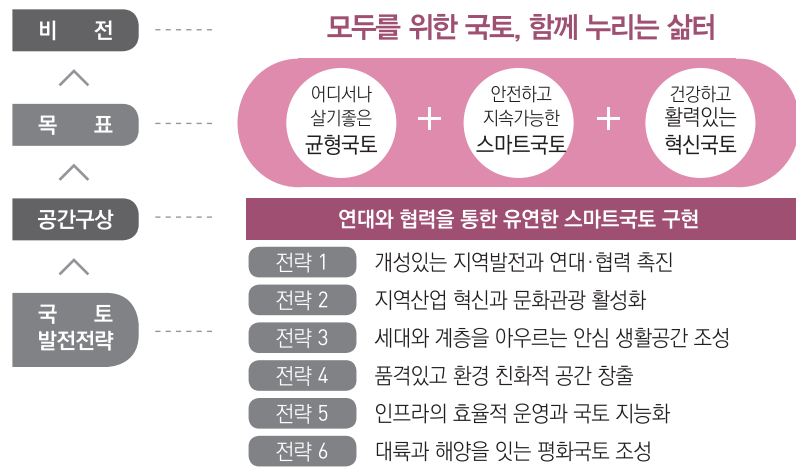 비 전
모두를 위한 국토, 함께 누리는 삶터
목 표
어디서나
살기좋은
균형국토
+
안전하고
지속가능한
스마트국토
+
건강하고
활력있는
혁신국토
공간구상
연대와 협력을 통한 유연한 스마트국토 구현
국 토
발전전략
전략 1 개성있는 지역발전과 연대·협력 촉진
전략 2 지역산업 혁신과 문화관광 활성화
전략 3 세대와 계층을 아우르는 안심 생활공간 조성
전략 4 품격있고 환경 친화적 공간 창출
전략 5 인프라의 효율적 운영과 국토 지능화
전략 6 대륙과 해양을 잇는 평화국토 조성